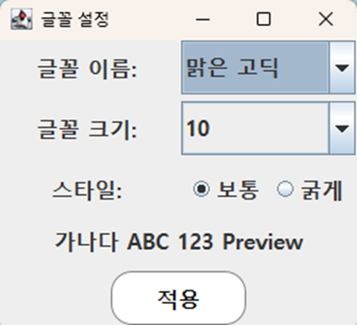 글꼴 설정
글꼴 이름: 맑은 고딕
글꼴 크기: 10
스타일: 보통 굵게
가나다 ABC 123 Preview
적용